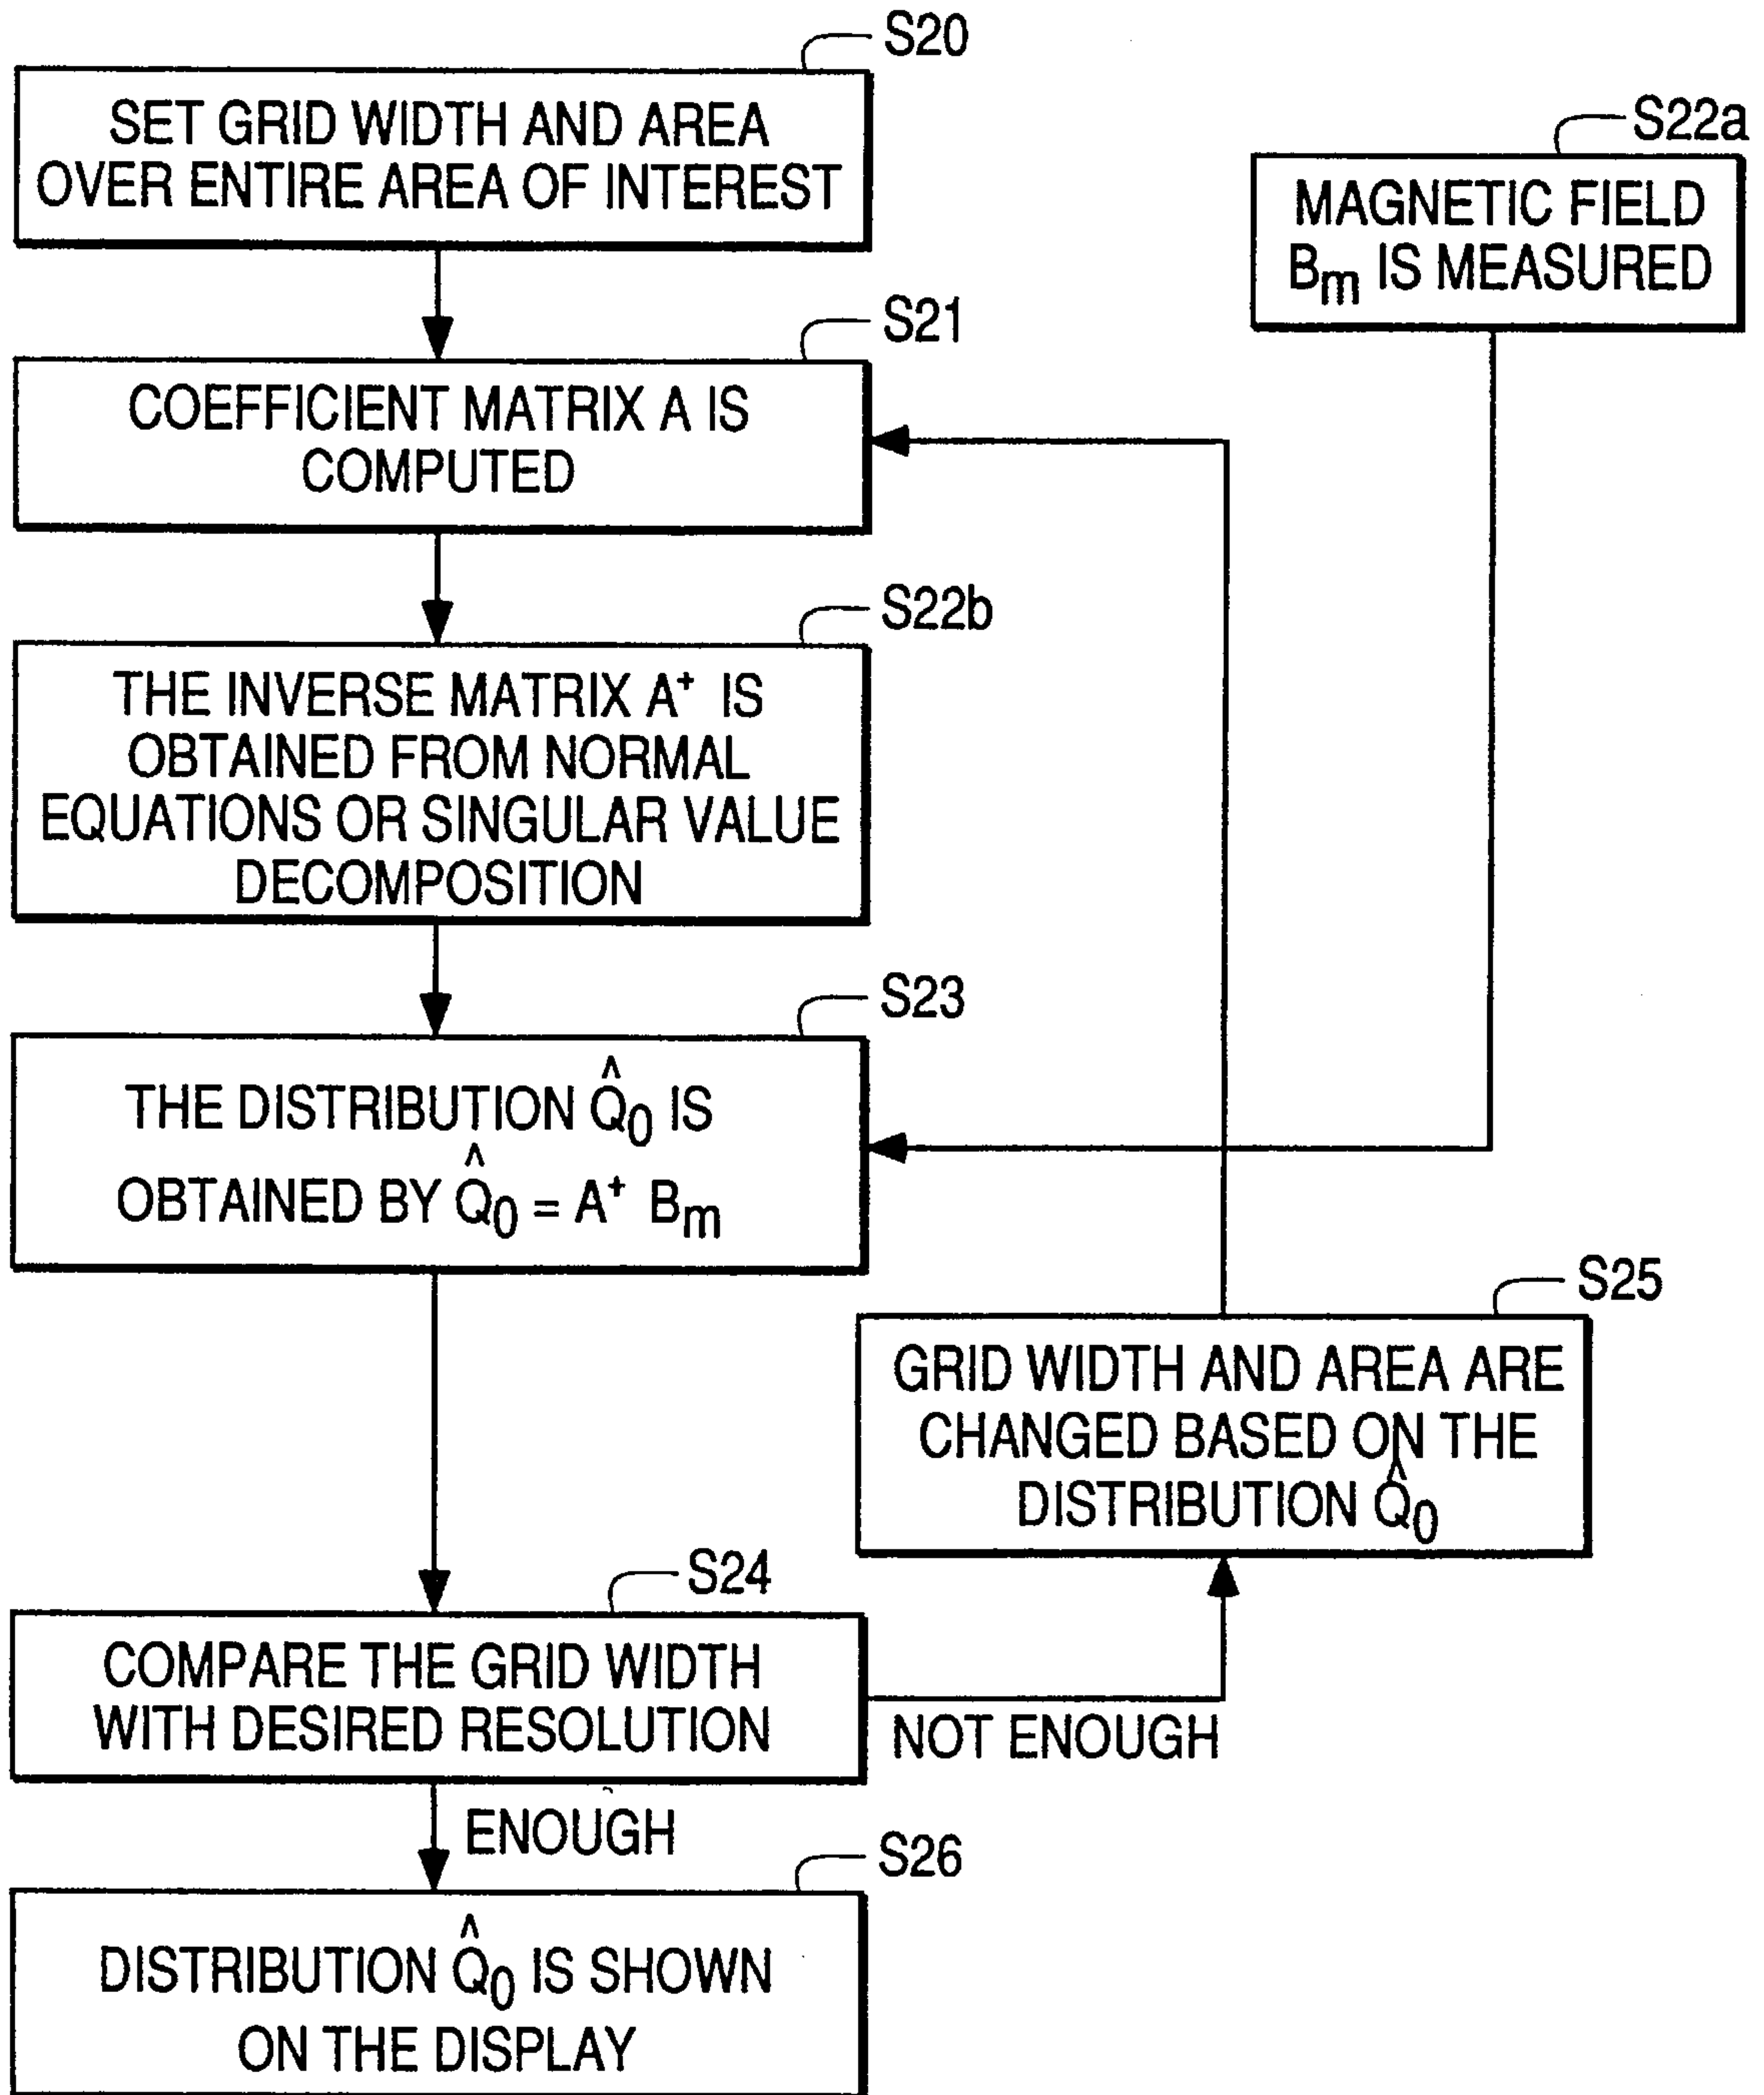 S20
SET GRID WIDTH AND AREA
OVER ENTIRE AREA OF INTEREST
S22a
MAGNETIC FIELD
Bm IS MEASURED
S21
COEFFICIENT MATRIX A IS
COMPUTED
S22b
THE INVERSE MATRIX A⁺ IS
OBTAINED FROM NORMAL
EQUATIONS OR SINGULAR VALUE
DECOMPOSITION
S23
THE DISTRIBUTION Q̂₀ IS
OBTAINED BY Q̂₀ = A⁺ Bm
S25
GRID WIDTH AND AREA ARE
CHANGED BASED ON THE
DISTRIBUTION Q̂₀
S24
COMPARE THE GRID WIDTH
WITH DESIRED RESOLUTION
NOT ENOUGH
ENOUGH
S26
DISTRIBUTION Q̂₀ IS SHOWN
ON THE DISPLAY